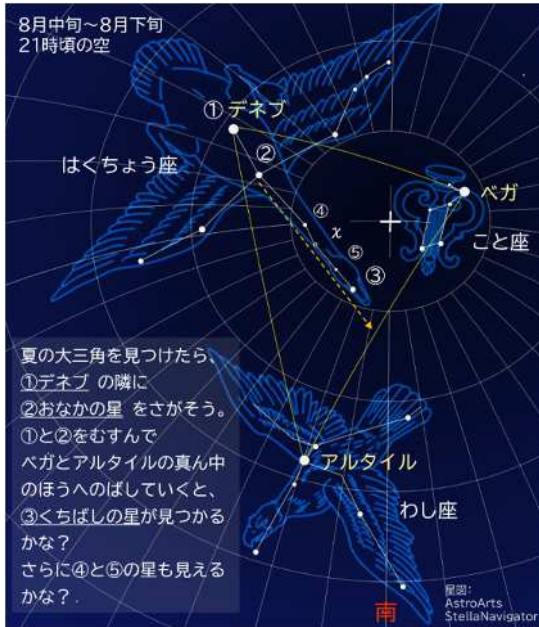 8月中旬～8月下旬
21時頃の空
①デネブ
②
はくちょう座
ベガ
④
χ
⑤
③
こと座
夏の大三角を見つけたら、
①デネブ の隣に
②おなかの星 をさがそう。
①と②をむすんで
ベガとアルタイルの真ん中
のほうへのばしていくと、
③くちばしの星が見つかる
かな？
さらに④と⑤の星も見える
かな？.
アルタイル
わし座
南
星図：
AstroArts
StellaNavigator